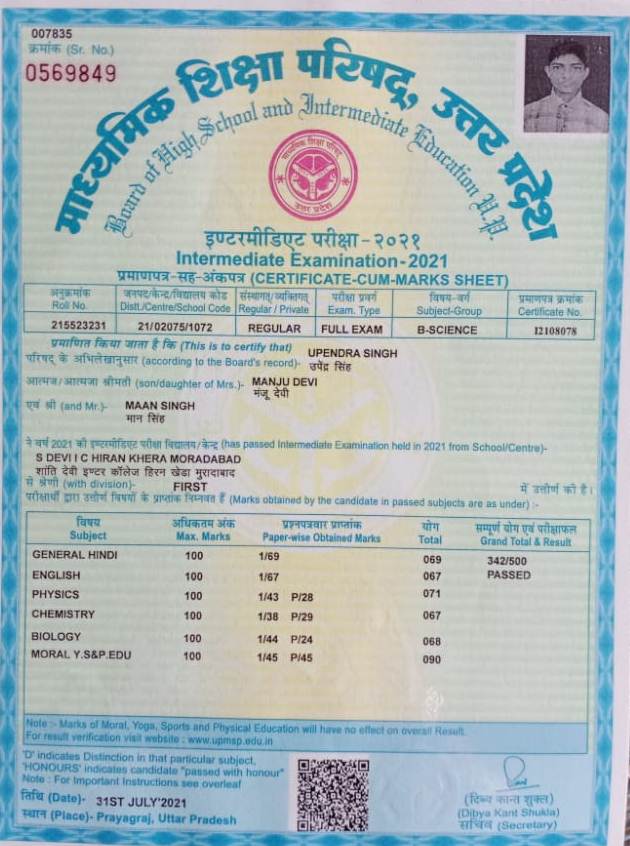 007835
क्रमांक (Sr. No.)
0569849
माध्यमिक शिक्षा परिषद्, उत्तर प्रदेश
Board of High School and Intermediate Education U.P.
माध्यमिक शिक्षा परिषद्
उत्तर प्रदेश
इण्टरमीडिएट परीक्षा-२०२१
Intermediate Examination-2021
प्रमाणपत्र-सह-अंकपत्र (CERTIFICATE-CUM-MARKS SHEET)
अनुक्रमांक जनपद/केन्द्र/विद्यालय कोड संस्थागत/व्यक्तिगत परीक्षा प्रवर्ग विषय-वर्ग प्रमाणपत्र क्रमांक
Roll No. Distt./Centre/School Code Regular / Private Exam. Type Subject-Group Certificate No.
215523231 21/02075/1072 REGULAR FULL EXAM B-SCIENCE I2108078
प्रमाणित किया जाता है कि (This is to certify that) UPENDRA SINGH
परिषद् के अभिलेखानुसार (according to the Board's record)- उपेंद्र सिंह
आत्मज/आत्मजा श्रीमती (son/daughter of Mrs.)- MANJU DEVI
मंजू देवी
एवं श्री (and Mr.)- MAAN SINGH
मान सिंह
ने वर्ष 2021 की इण्टरमीडिएट परीक्षा विद्यालय/केन्द्र (has passed Intermediate Examination held in 2021 from School/Centre)-
S DEVI I C HIRAN KHERA MORADABAD
शांति देवी इण्टर कॉलेज हिरन खेडा मुरादाबाद
से श्रेणी (with division)- FIRST में उत्तीर्ण की है।
परीक्षार्थी द्वारा उत्तीर्ण विषयों के प्राप्तांक निम्नवत हैं (Marks obtained by the candidate in passed subjects are as under) :-
विषय अधिकतम अंक प्रश्नपत्रवार प्राप्तांक योग सम्पूर्ण योग एवं परीक्षाफल
Subject Max. Marks Paper-wise Obtained Marks Total Grand Total & Result
GENERAL HINDI 100 1/69 069 342/500
ENGLISH 100 1/67 067 PASSED
PHYSICS 100 1/43 P/28 071
CHEMISTRY 100 1/38 P/29 067
BIOLOGY 100 1/44 P/24 068
MORAL Y.S&P.EDU 100 1/45 P/45 090
Note :- Marks of Moral, Yoga, Sports and Physical Education will have no effect on overall Result.
For result verification visit website : www.upmsp.edu.in
'D' indicates Distinction in that particular subject,
'HONOURS' indicates candidate "passed with honour"
Note : For Important Instructions see overleaf
तिथि (Date)- 31ST JULY'2021
स्थान (Place)- Prayagraj, Uttar Pradesh
(दिव्य कान्त शुक्ल)
(Dibya Kant Shukla)
सचिव (Secretary)